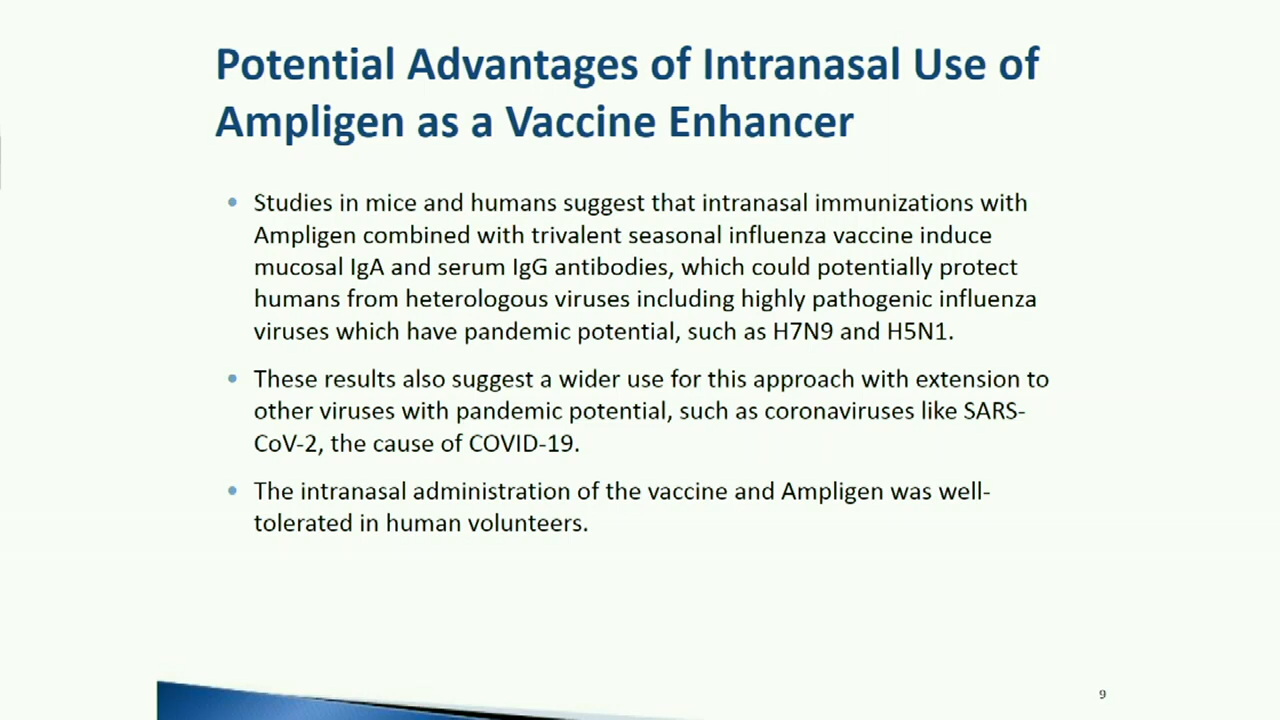 Potential Advantages of Intranasal Use of
Ampligen as a Vaccine Enhancer
• Studies in mice and humans suggest that intranasal immunizations with
Ampligen combined with trivalent seasonal influenza vaccine induce
mucosal IgA and serum IgG antibodies, which could potentially protect
humans from heterologous viruses including highly pathogenic influenza
viruses which have pandemic potential, such as H7N9 and H5N1.
• These results also suggest a wider use for this approach with extension to
other viruses with pandemic potential, such as coronaviruses like SARS-
CoV-2, the cause of COVID-19.
• The intranasal administration of the vaccine and Ampligen was well-
tolerated in human volunteers.
9